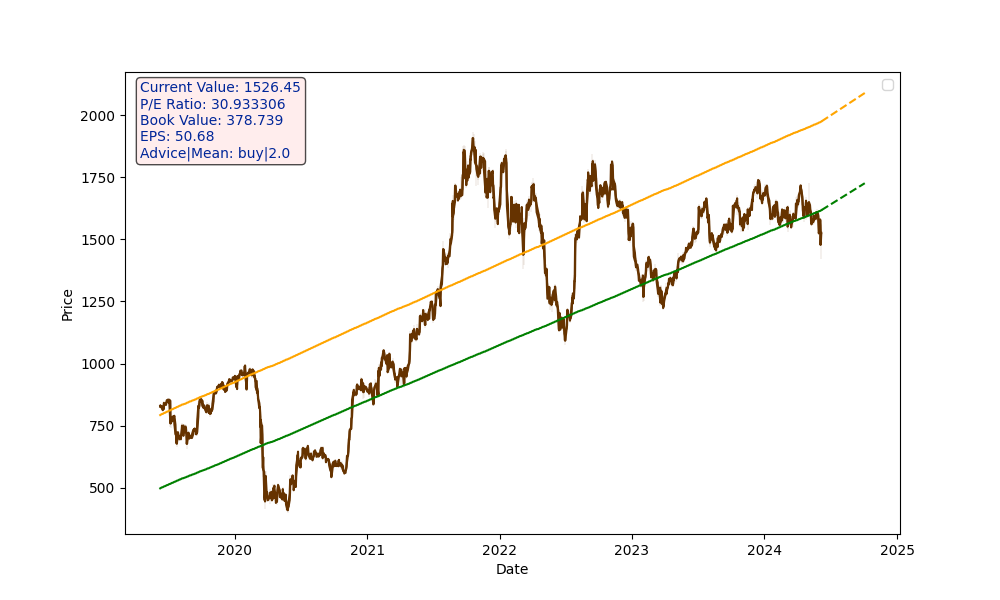 Current Value: 1526.45
P/E Ratio: 30.933306
Book Value: 378.739
EPS: 50.68
Advice|Mean: buy|2.0
2000
1750
1500
1250
1000
750
500
Price
2020
2021
2022
2023
2024
2025
Date